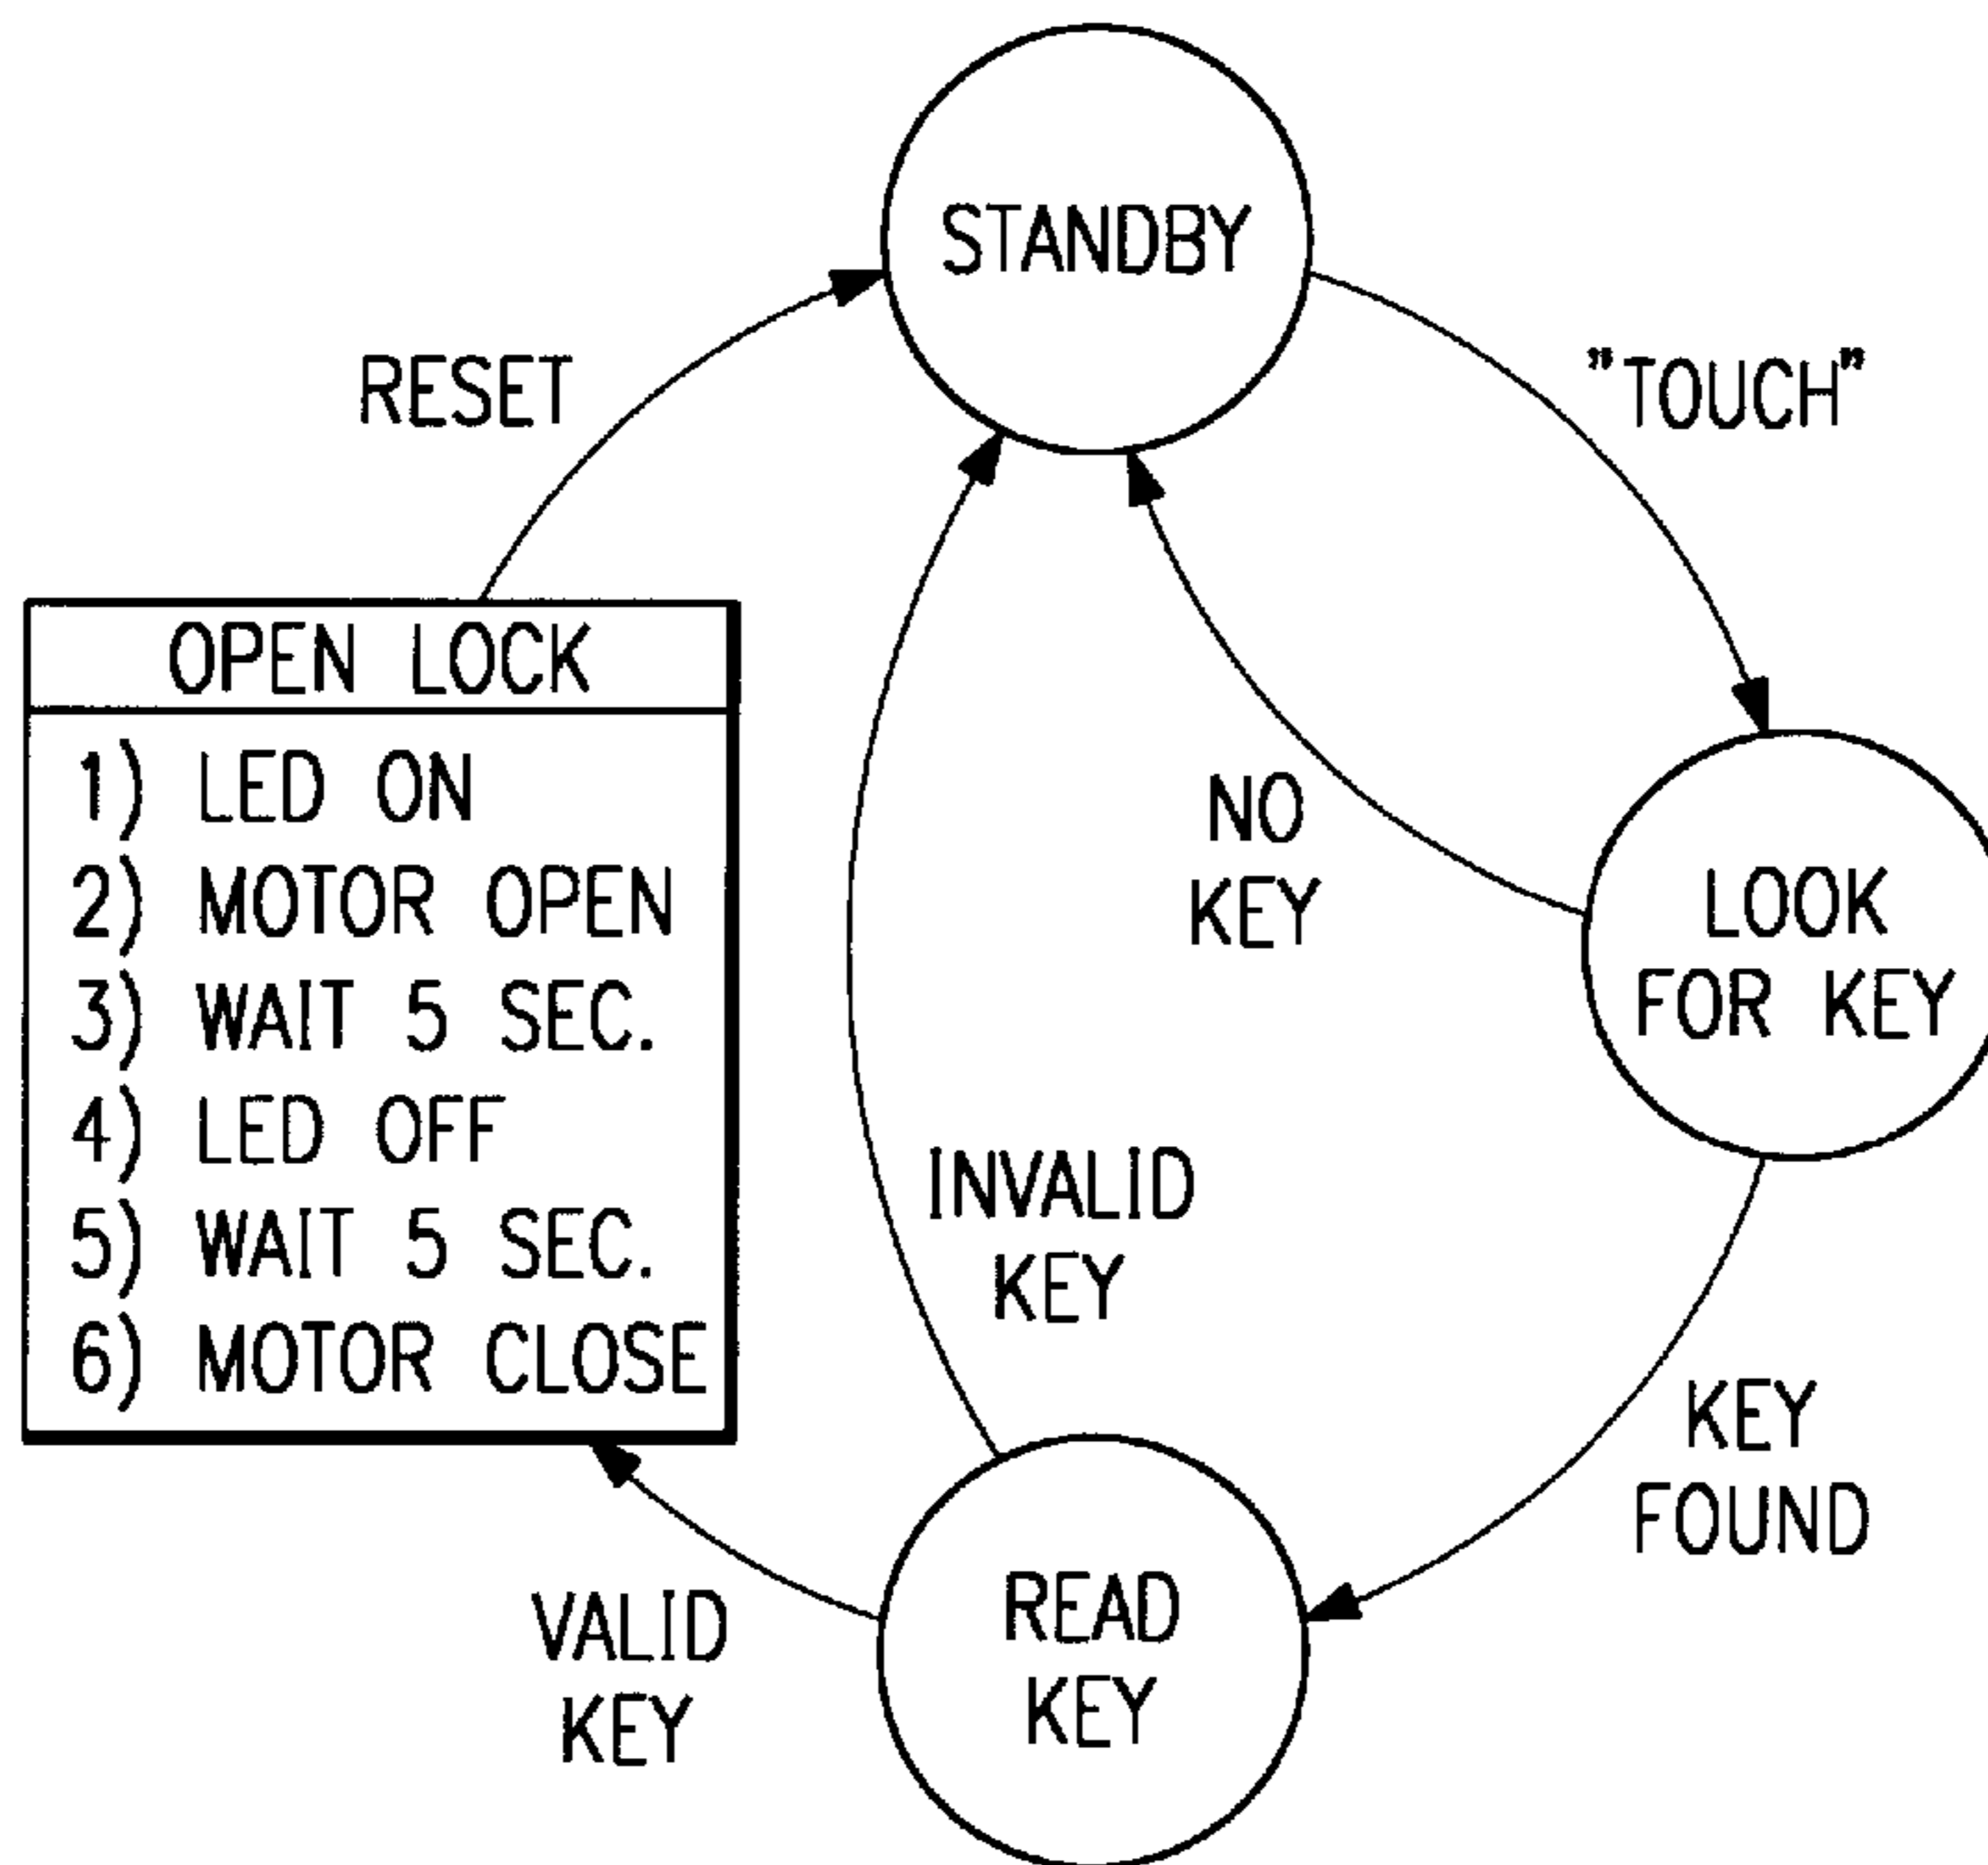 STANDBY
RESET
"TOUCH"
OPEN LOCK
1) LED ON
2) MOTOR OPEN
3) WAIT 5 SEC.
4) LED OFF
5) WAIT 5 SEC.
6) MOTOR CLOSE
NO
KEY
LOOK
FOR KEY
INVALID
KEY
KEY
FOUND
VALID
KEY
READ
KEY